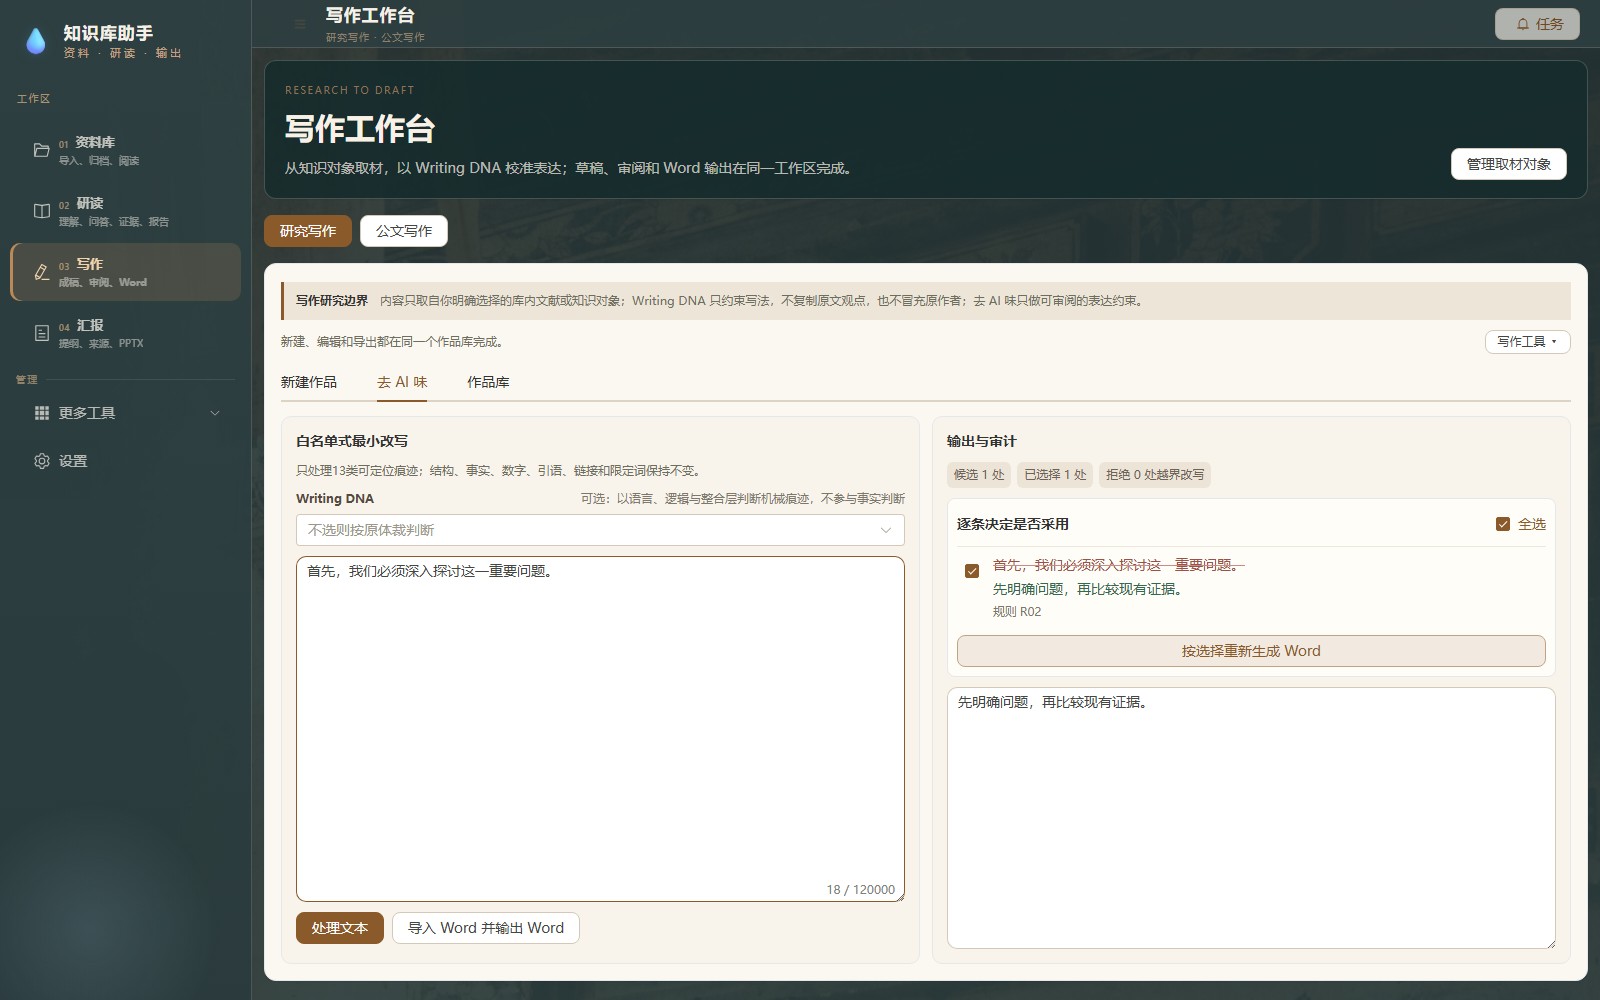 知识库助手
资料 · 研读 · 输出
工作区
01 资料库
导入、归档、阅读
02 研读
理解、问答、证据、报告
03 写作
成稿、审阅、Word
04 汇报
提纲、来源、PPTX
管理
更多工具
设置
写作工作台
研究写作 · 公文写作
任务
RESEARCH TO DRAFT
写作工作台
从知识对象取材，以 Writing DNA 校准表达；草稿、审阅和 Word 输出在同一工作区完成。
管理取材对象
研究写作
公文写作
写作研究边界 内容只取自你明确选择的库内文献或知识对象；Writing DNA 只约束写法，不复制原文观点，也不冒充原作者；去 AI 味只做可审阅的表达约束。
新建、编辑和导出都在同一个作品库完成。
写作工具
新建作品
去 AI 味
作品库
白名单式最小改写
只处理13类可定位痕迹；结构、事实、数字、引语、链接和限定词保持不变。
Writing DNA
可选：以语言、逻辑与整合层判断机械痕迹，不参与事实判断
不选则按原体裁判断
首先，我们必须深入探讨这一重要问题。
18 / 120000
处理文本
导入 Word 并输出 Word
输出与审计
候选 1 处
已选择 1 处
拒绝 0 处越界改写
逐条决定是否采用
全选
首先，我们必须深入探讨这一重要问题。
先明确问题，再比较现有证据。
规则 R02
按选择重新生成 Word
先明确问题，再比较现有证据。